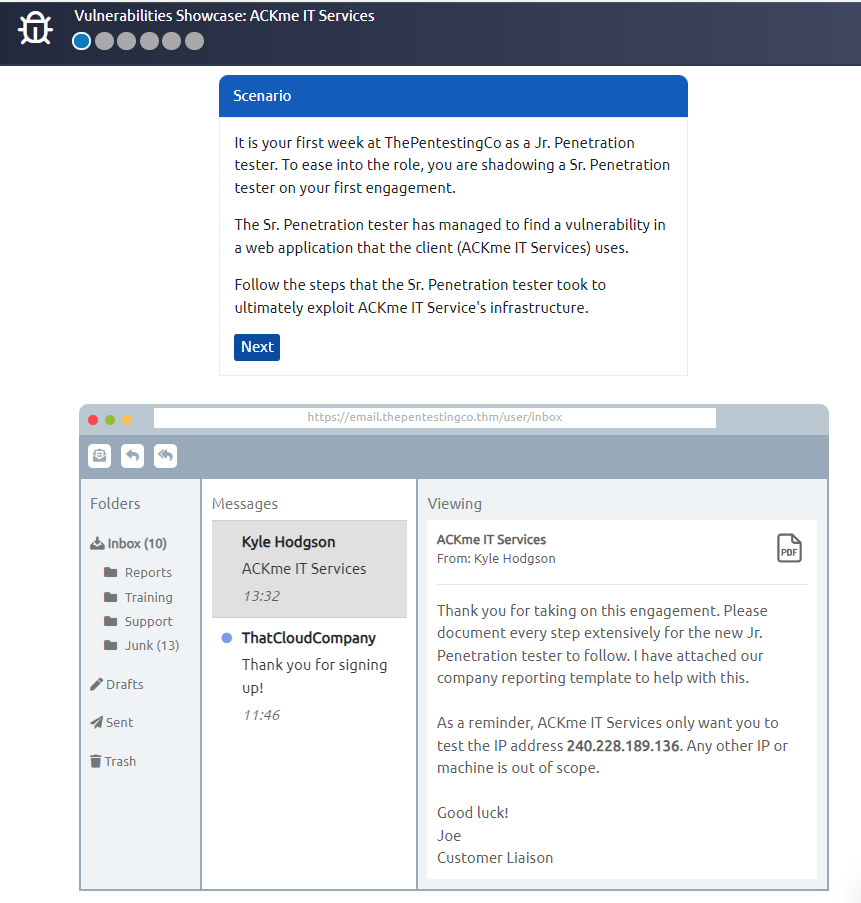 Vulnerabilities Showcase: ACKme IT Services
Scenario
It is your first week at ThePentestingCo as a Jr. Penetration
tester. To ease into the role, you are shadowing a Sr. Penetration
tester on your first engagement.
The Sr. Penetration tester has managed to find a vulnerability in
a web application that the client (ACKme IT Services) uses.
Follow the steps that the Sr. Penetration tester took to
ultimately exploit ACKme IT Service's infrastructure.
Next
https://email.thepentestingco.thm/user/inbox
Folders
Inbox (10)
Reports
Training
Support
Junk (13)
Drafts
Sent
Trash
Messages
Kyle Hodgson
ACKme IT Services
13:32
ThatCloudCompany
Thank you for signing
up!
11:46
Viewing
ACKme IT Services
From: Kyle Hodgson
PDF
Thank you for taking on this engagement. Please
document every step extensively for the new Jr.
Penetration tester to follow. I have attached our
company reporting template to help with this.
As a reminder, ACKme IT Services only want you to
test the IP address 240.228.189.136. Any other IP or
machine is out of scope.
Good luck!
Joe
Customer Liaison